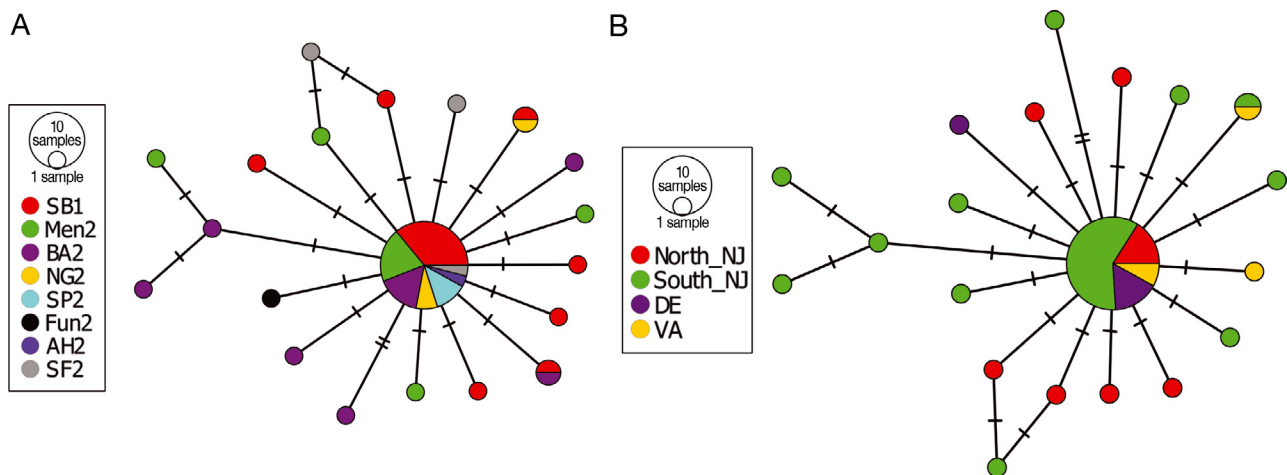 A
10
samples
1 sample
SB1
Men2
BA2
NG2
SP2
Fun2
AH2
SF2
B
10
samples
1 sample
North_NJ
South_NJ
DE
VA